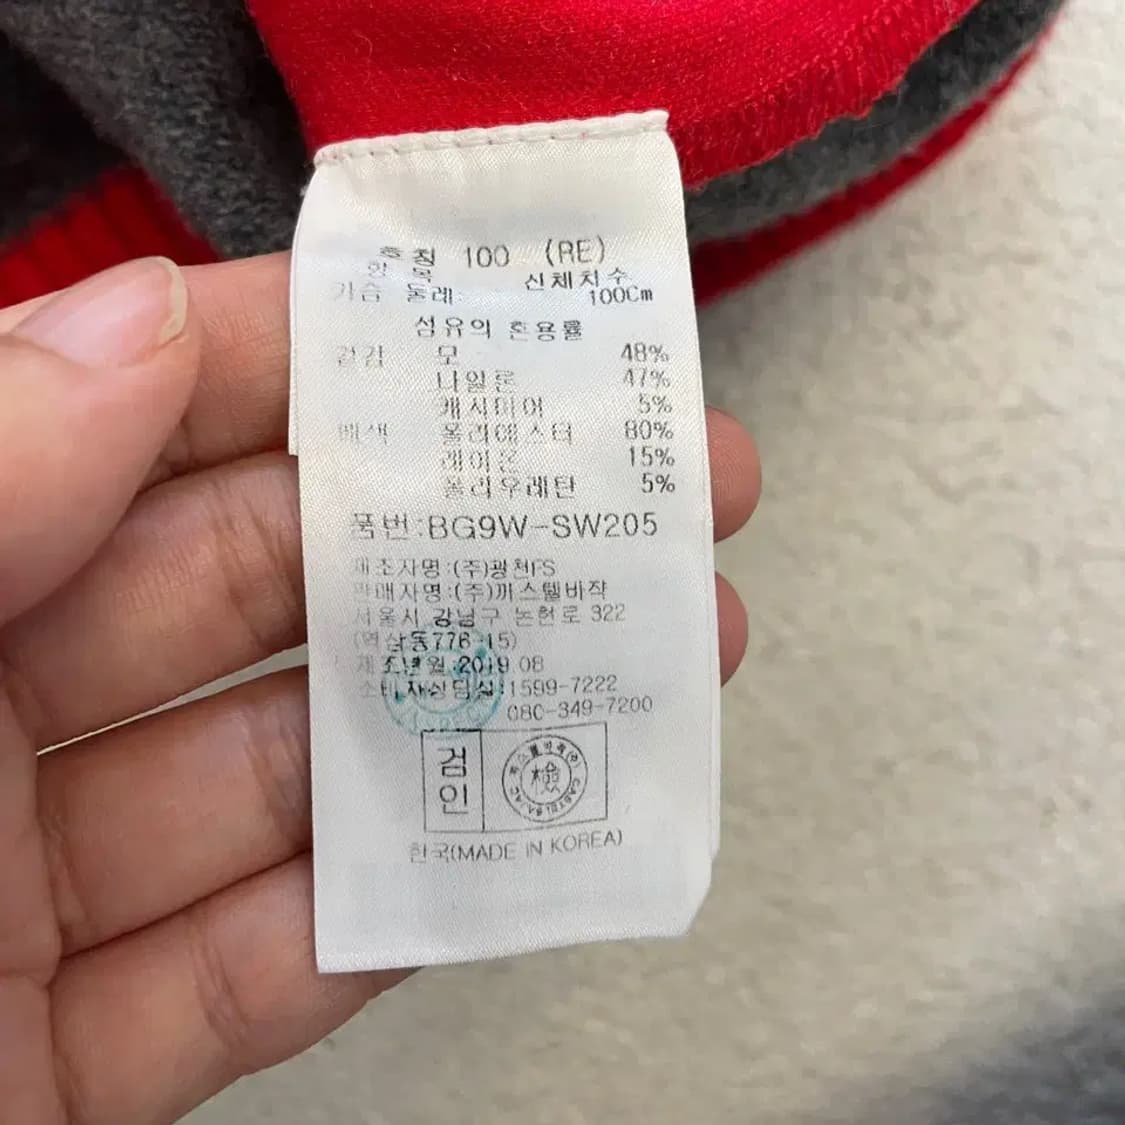 호칭 100 (RE)
항목 신체치수
가슴 둘레: 100Cm
섬유의 혼용률
겉감 모 48%
나일론 47%
캐시미어 5%
배색 폴리에스터 80%
레이온 15%
폴리우레탄 5%
품번:BG9W-SW205
제조자명:(주)광천FS
판매자명:(주)까스텔바작
서울시 강남구 논현로 322
(역삼동776-15)
제조년월:2019.08
소비자상담실:1599-7222
080-349-7200
검인
檢
CASTELBAJAC
한국(MADE IN KOREA)